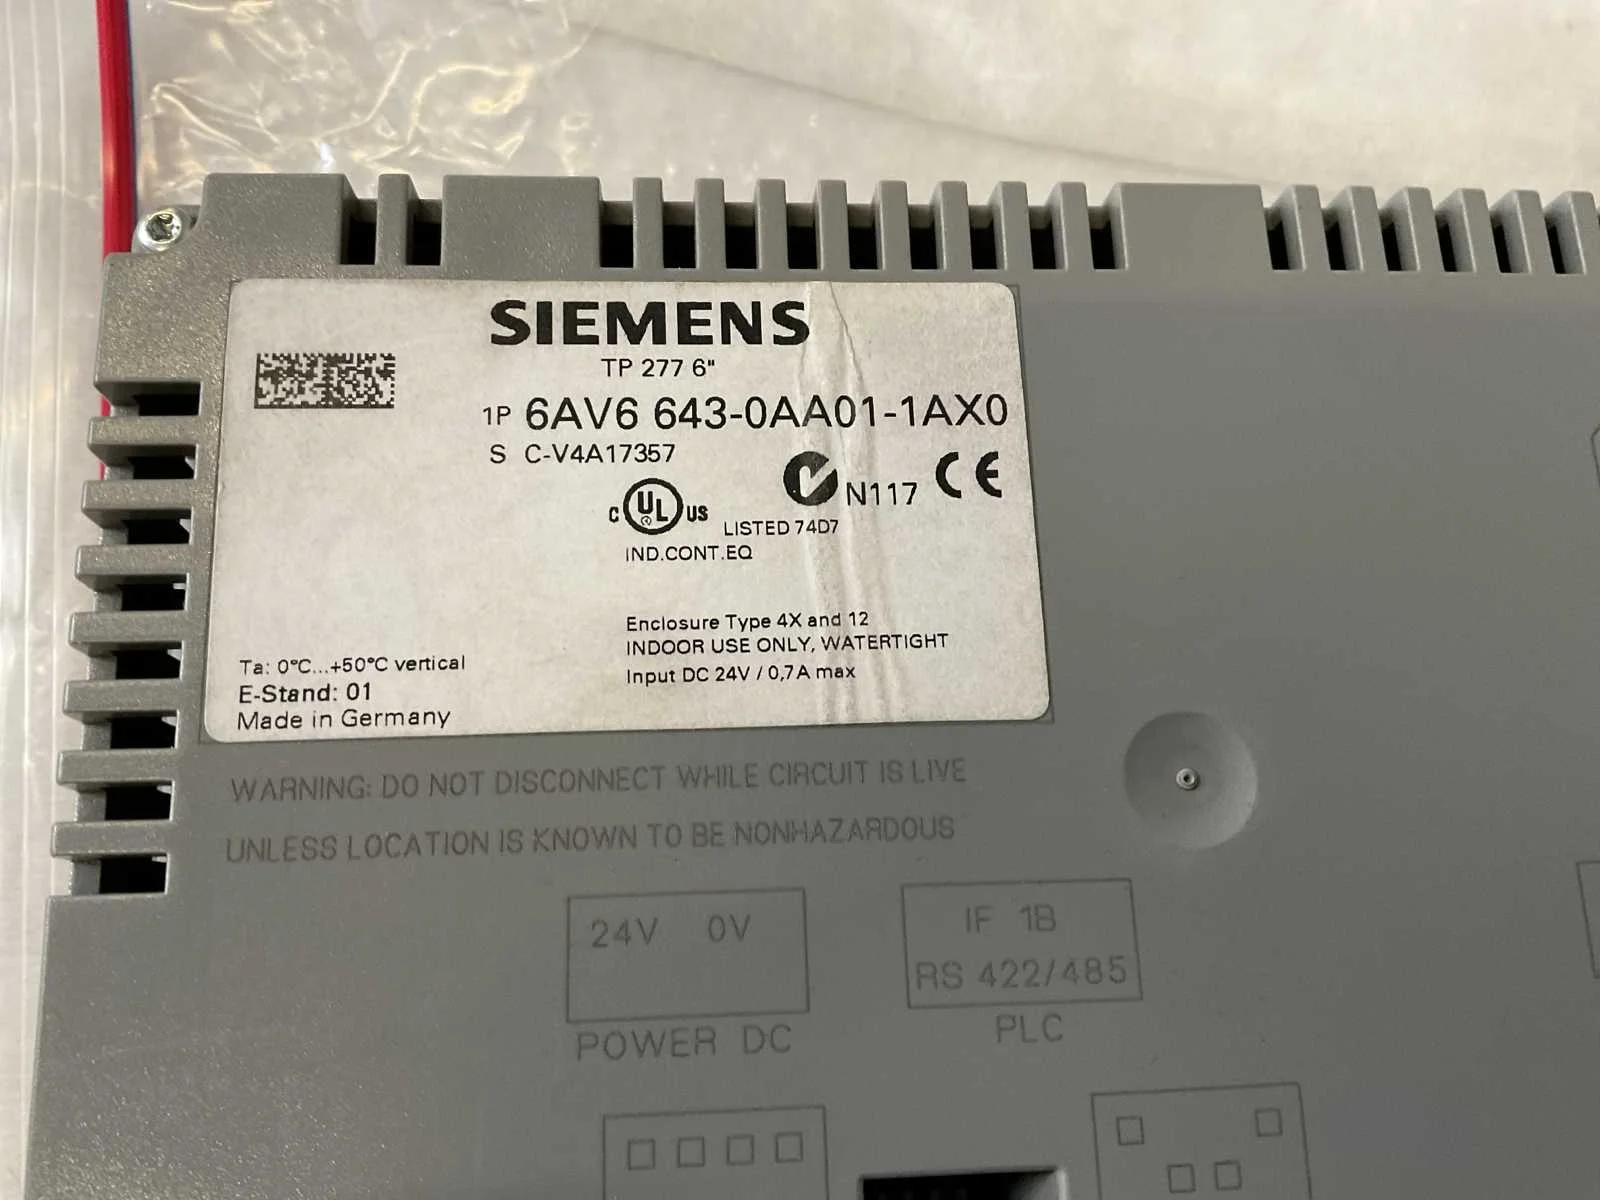 SIEMENS
TP 277 6"
1P 6AV6 643-0AA01-1AX0
S C-V4A17357
N117 CE
C UL US LISTED 74D7
IND.CONT.EQ
Enclosure Type 4X and 12
INDOOR USE ONLY, WATERTIGHT
Input DC 24V / 0,7A max
Ta: 0°C...+50°C vertical
E-Stand: 01
Made in Germany
WARNING: DO NOT DISCONNECT WHILE CIRCUIT IS LIVE
UNLESS LOCATION IS KNOWN TO BE NONHAZARDOUS
24V 0V
POWER DC
IF 1B
RS 422/485
PLC